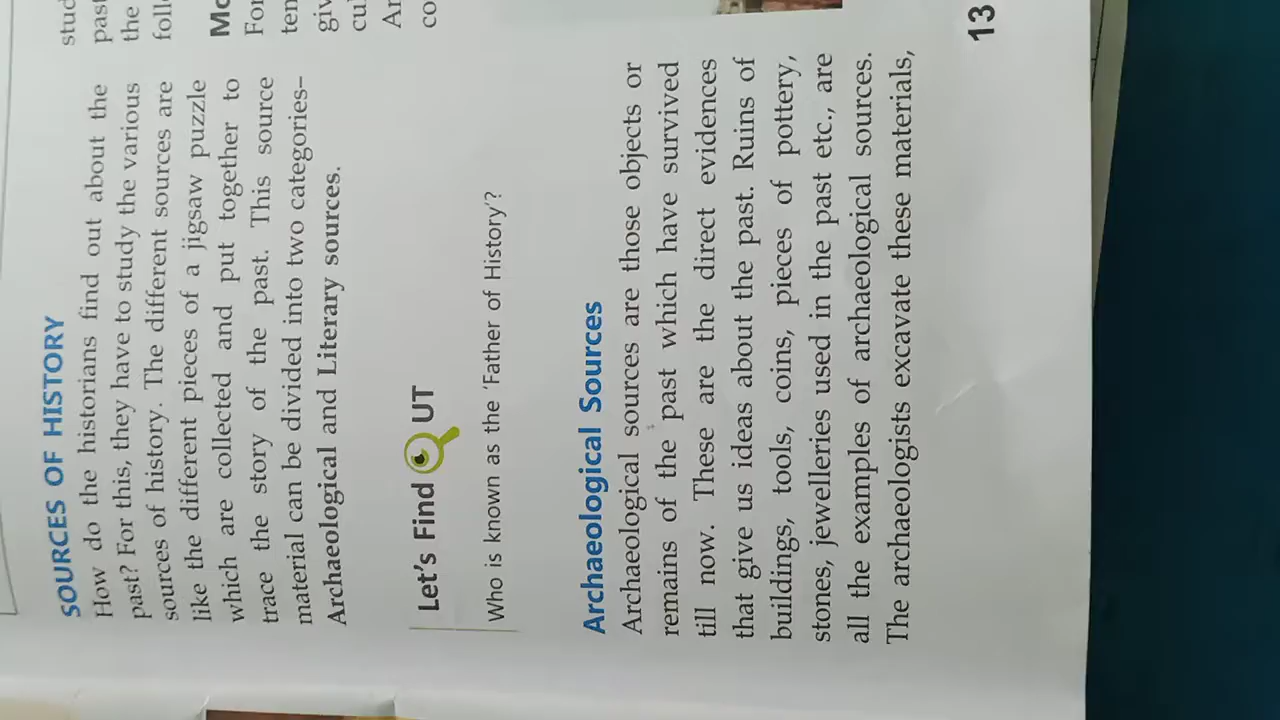 SOURCES OF HISTORY
How do the historians find out about the
past? For this, they have to study the various
sources of history. The different sources are
like the different pieces of a jigsaw puzzle
which are collected and put together to
trace the story of the past. This source
material can be divided into two categories–
Archaeological and Literary sources.
Let's Find OUT
Who is known as the 'Father of History?
Archaeological Sources
Archaeological sources are those objects or
remains of the past which have survived
till now. These are the direct evidences
that give us ideas about the past. Ruins of
buildings, tools, coins, pieces of pottery,
stones, jewelleries used in the past etc., are
all the examples of archaeological sources.
The archaeologists excavate these materials,
the
13